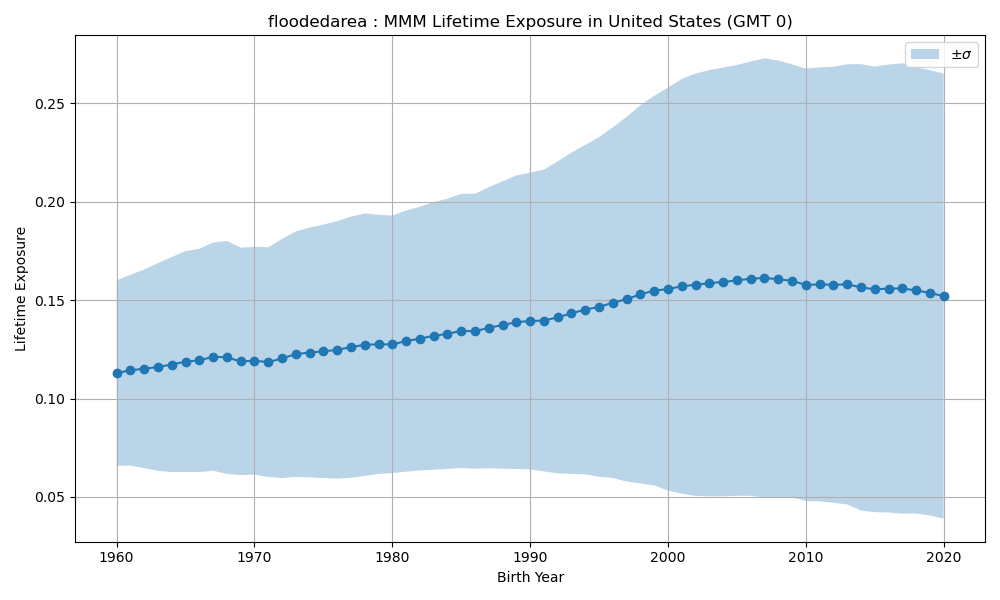 floodedarea : MMM Lifetime Exposure in United States (GMT 0)
±σ
Lifetime Exposure
0.25
0.20
0.15
0.10
0.05
1960 1970 1980 1990 2000 2010 2020
Birth Year